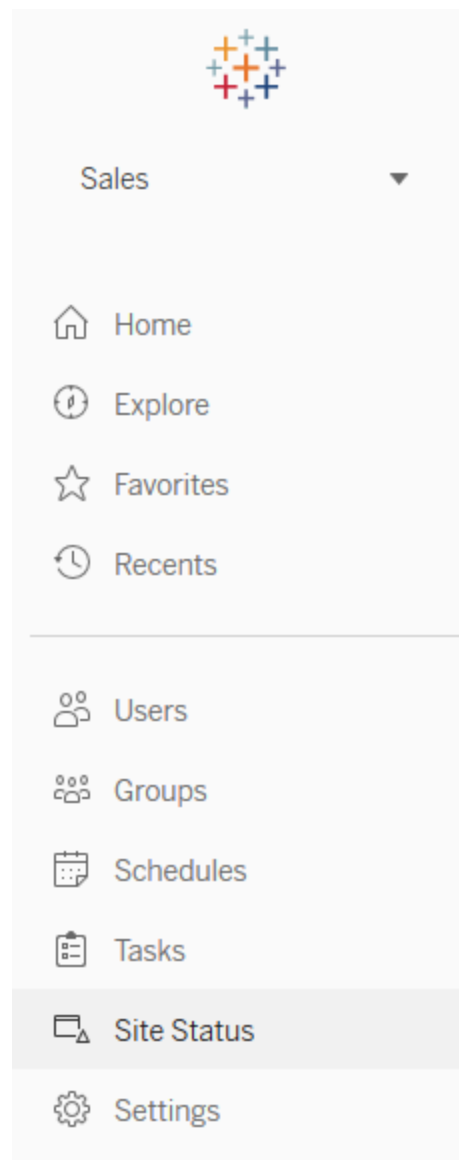 Sales
Home
Explore
Favorites
Recents
Users
Groups
Schedules
Tasks
Site Status
Settings